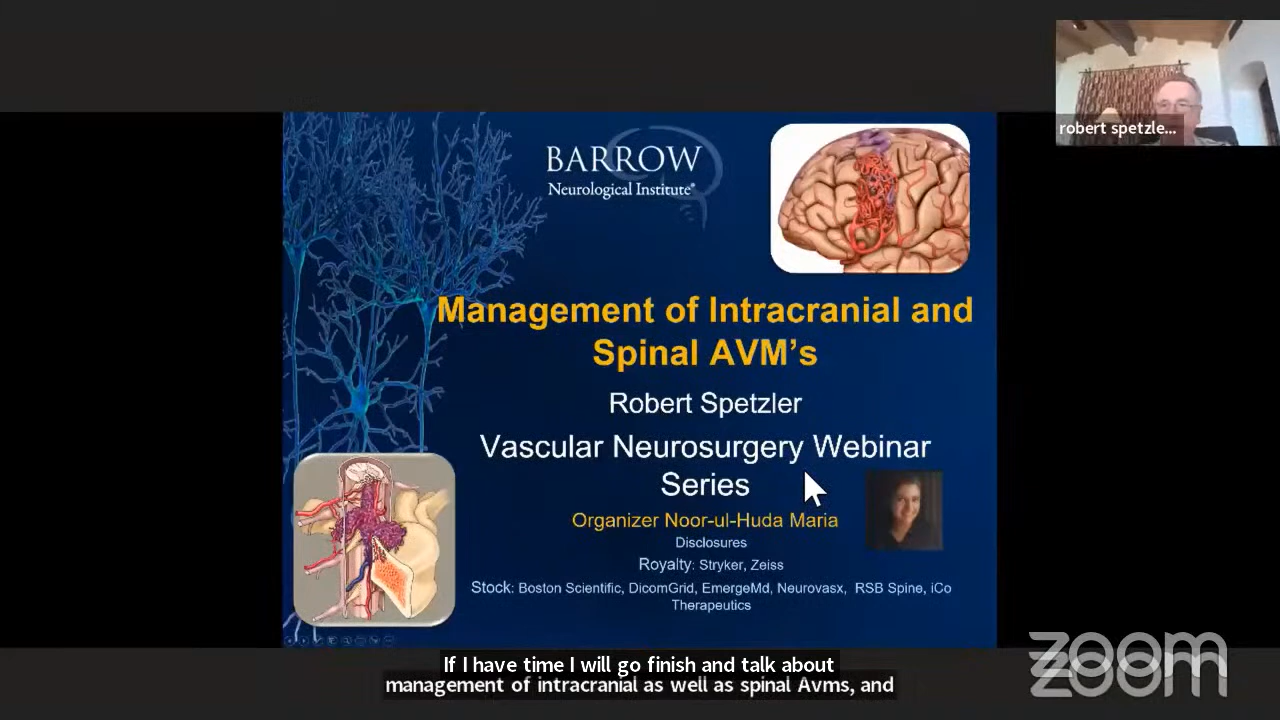 robert spetzle...
BARROW
Neurological Institute®
Management of Intracranial and
Spinal AVM's
Robert Spetzler
Vascular Neurosurgery Webinar
Series
Organizer Noor-ul-Huda Maria
Disclosures
Royalty: Stryker, Zeiss
Stock: Boston Scientific, DicomGrid, EmergeMd, Neurovasx, RSB Spine, iCo
Therapeutics
If I have time I will go finish and talk about
management of intracranial as well as spinal Avms, and
zoom